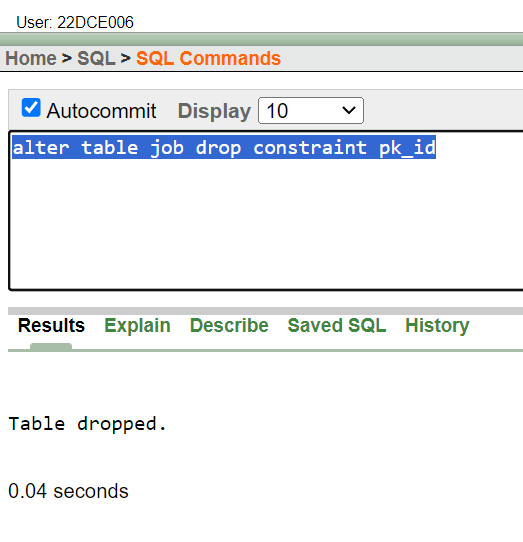 User: 22DCE006
Home > SQL > SQL Commands
Autocommit Display 10
alter table job drop constraint pk_id
Results Explain Describe Saved SQL History
Table dropped.
0.04 seconds